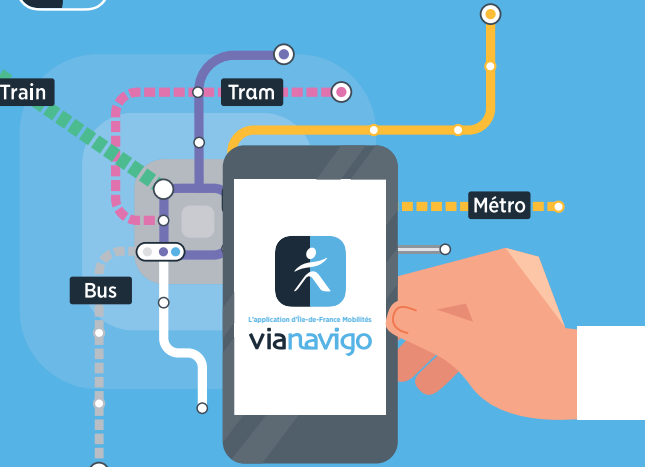 Train
Tram
Métro
Bus
L'application d'Île-de-France Mobilités
vianavigo